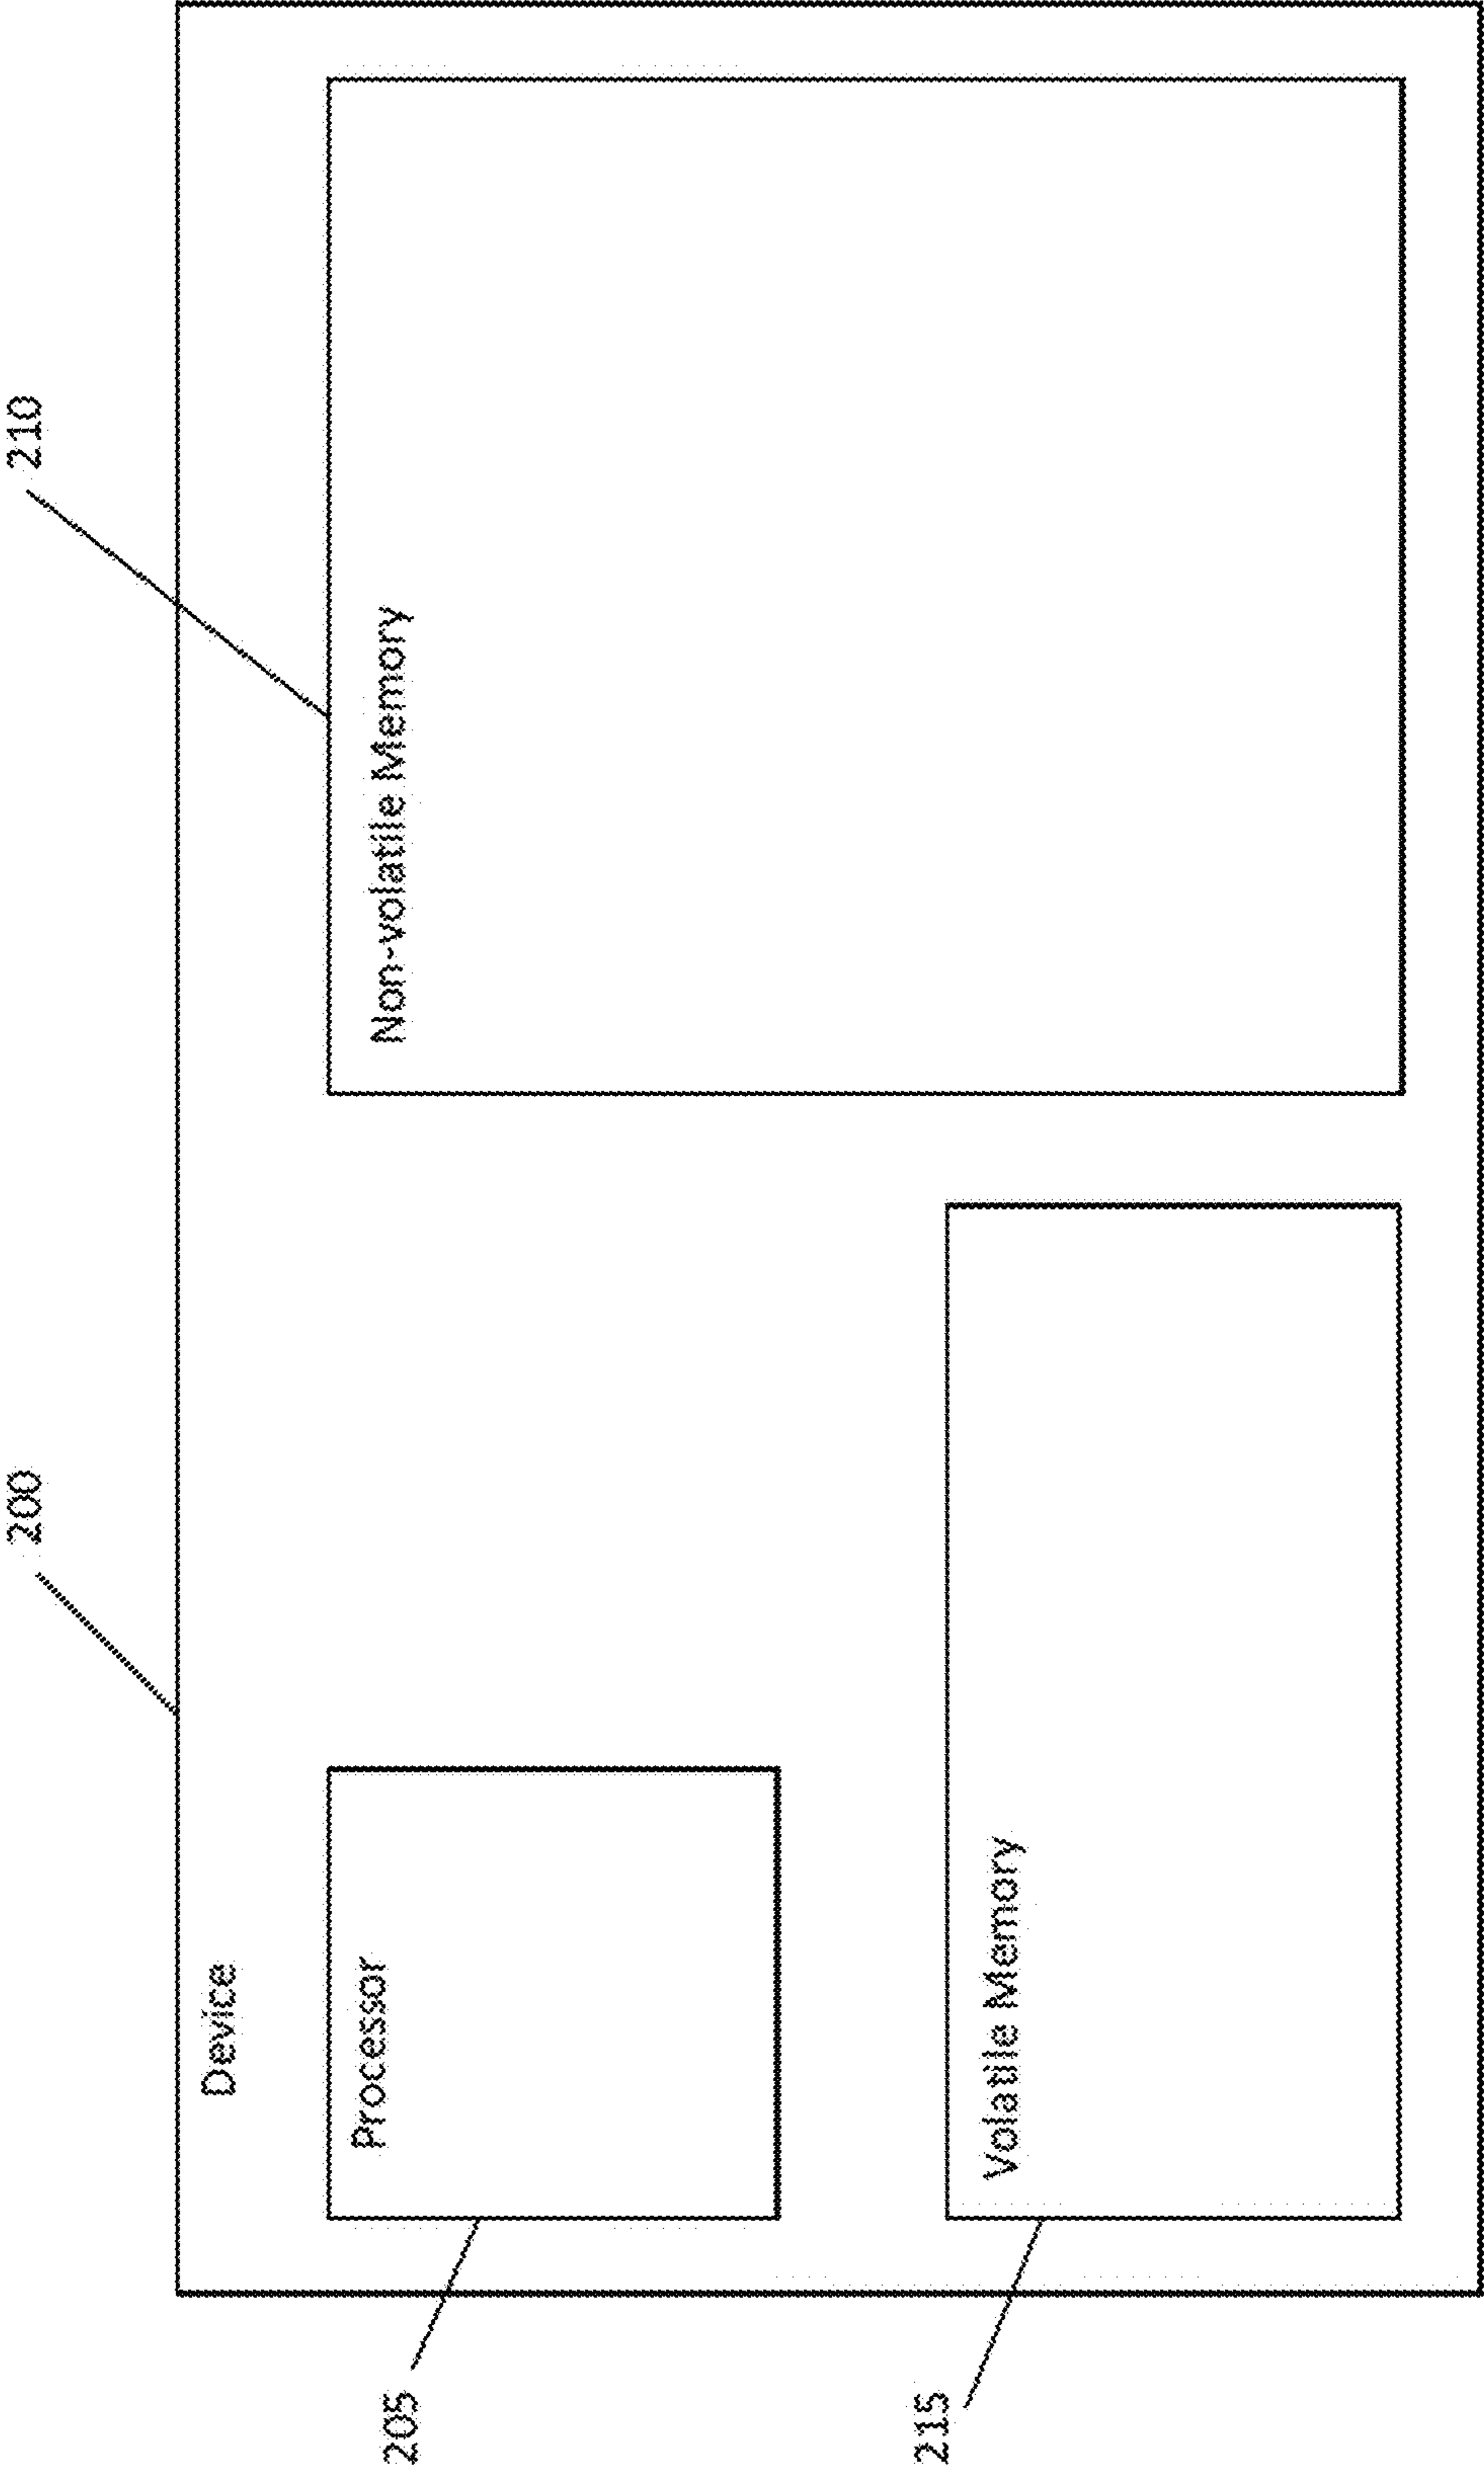 200
210
Device
Processor
Non-volatile Memory
205
Volatile Memory
215